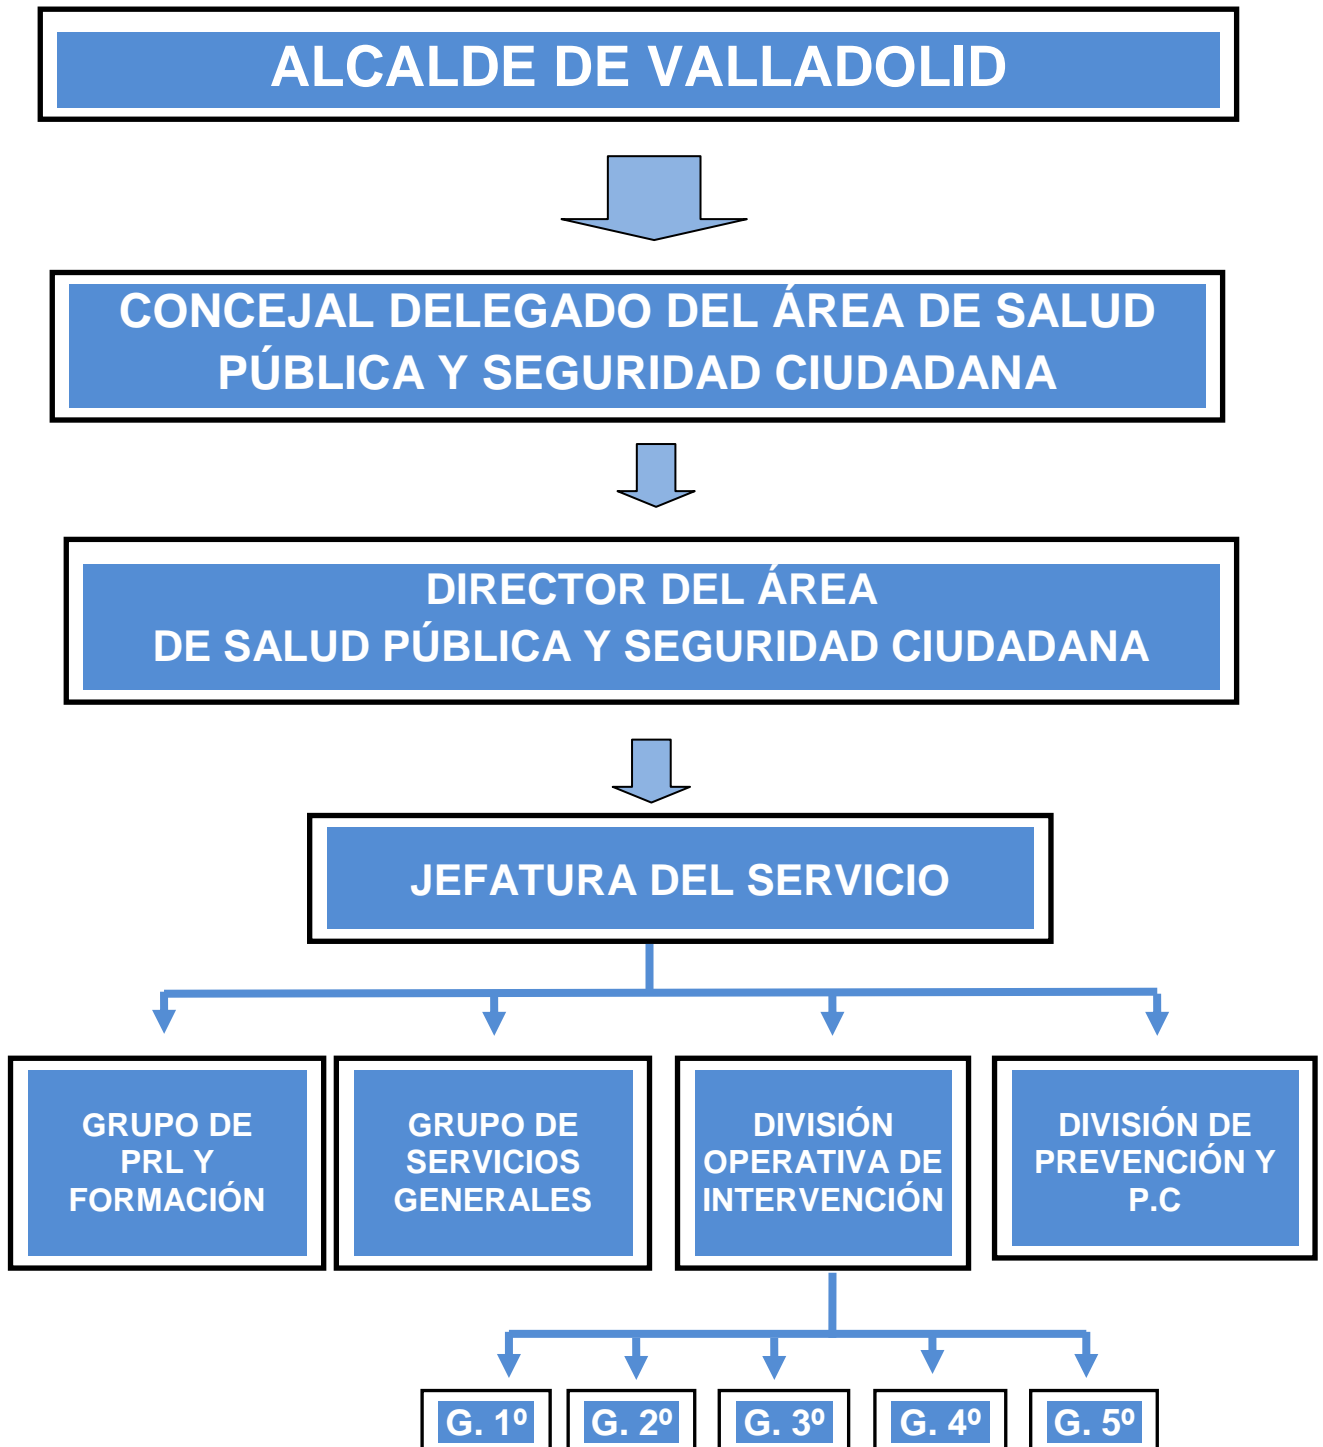 ALCALDE DE VALLADOLID
CONCEJAL DELEGADO DEL ÁREA DE SALUD
PÚBLICA Y SEGURIDAD CIUDADANA
DIRECTOR DEL ÁREA
DE SALUD PÚBLICA Y SEGURIDAD CIUDADANA
JEFATURA DEL SERVICIO
GRUPO DE
PRL Y
FORMACIÓN
GRUPO DE
SERVICIOS
GENERALES
DIVISIÓN
OPERATIVA DE
INTERVENCIÓN
DIVISIÓN DE
PREVENCIÓN Y
P.C
G. 1º
G. 2º
G. 3º
G. 4º
G. 5º